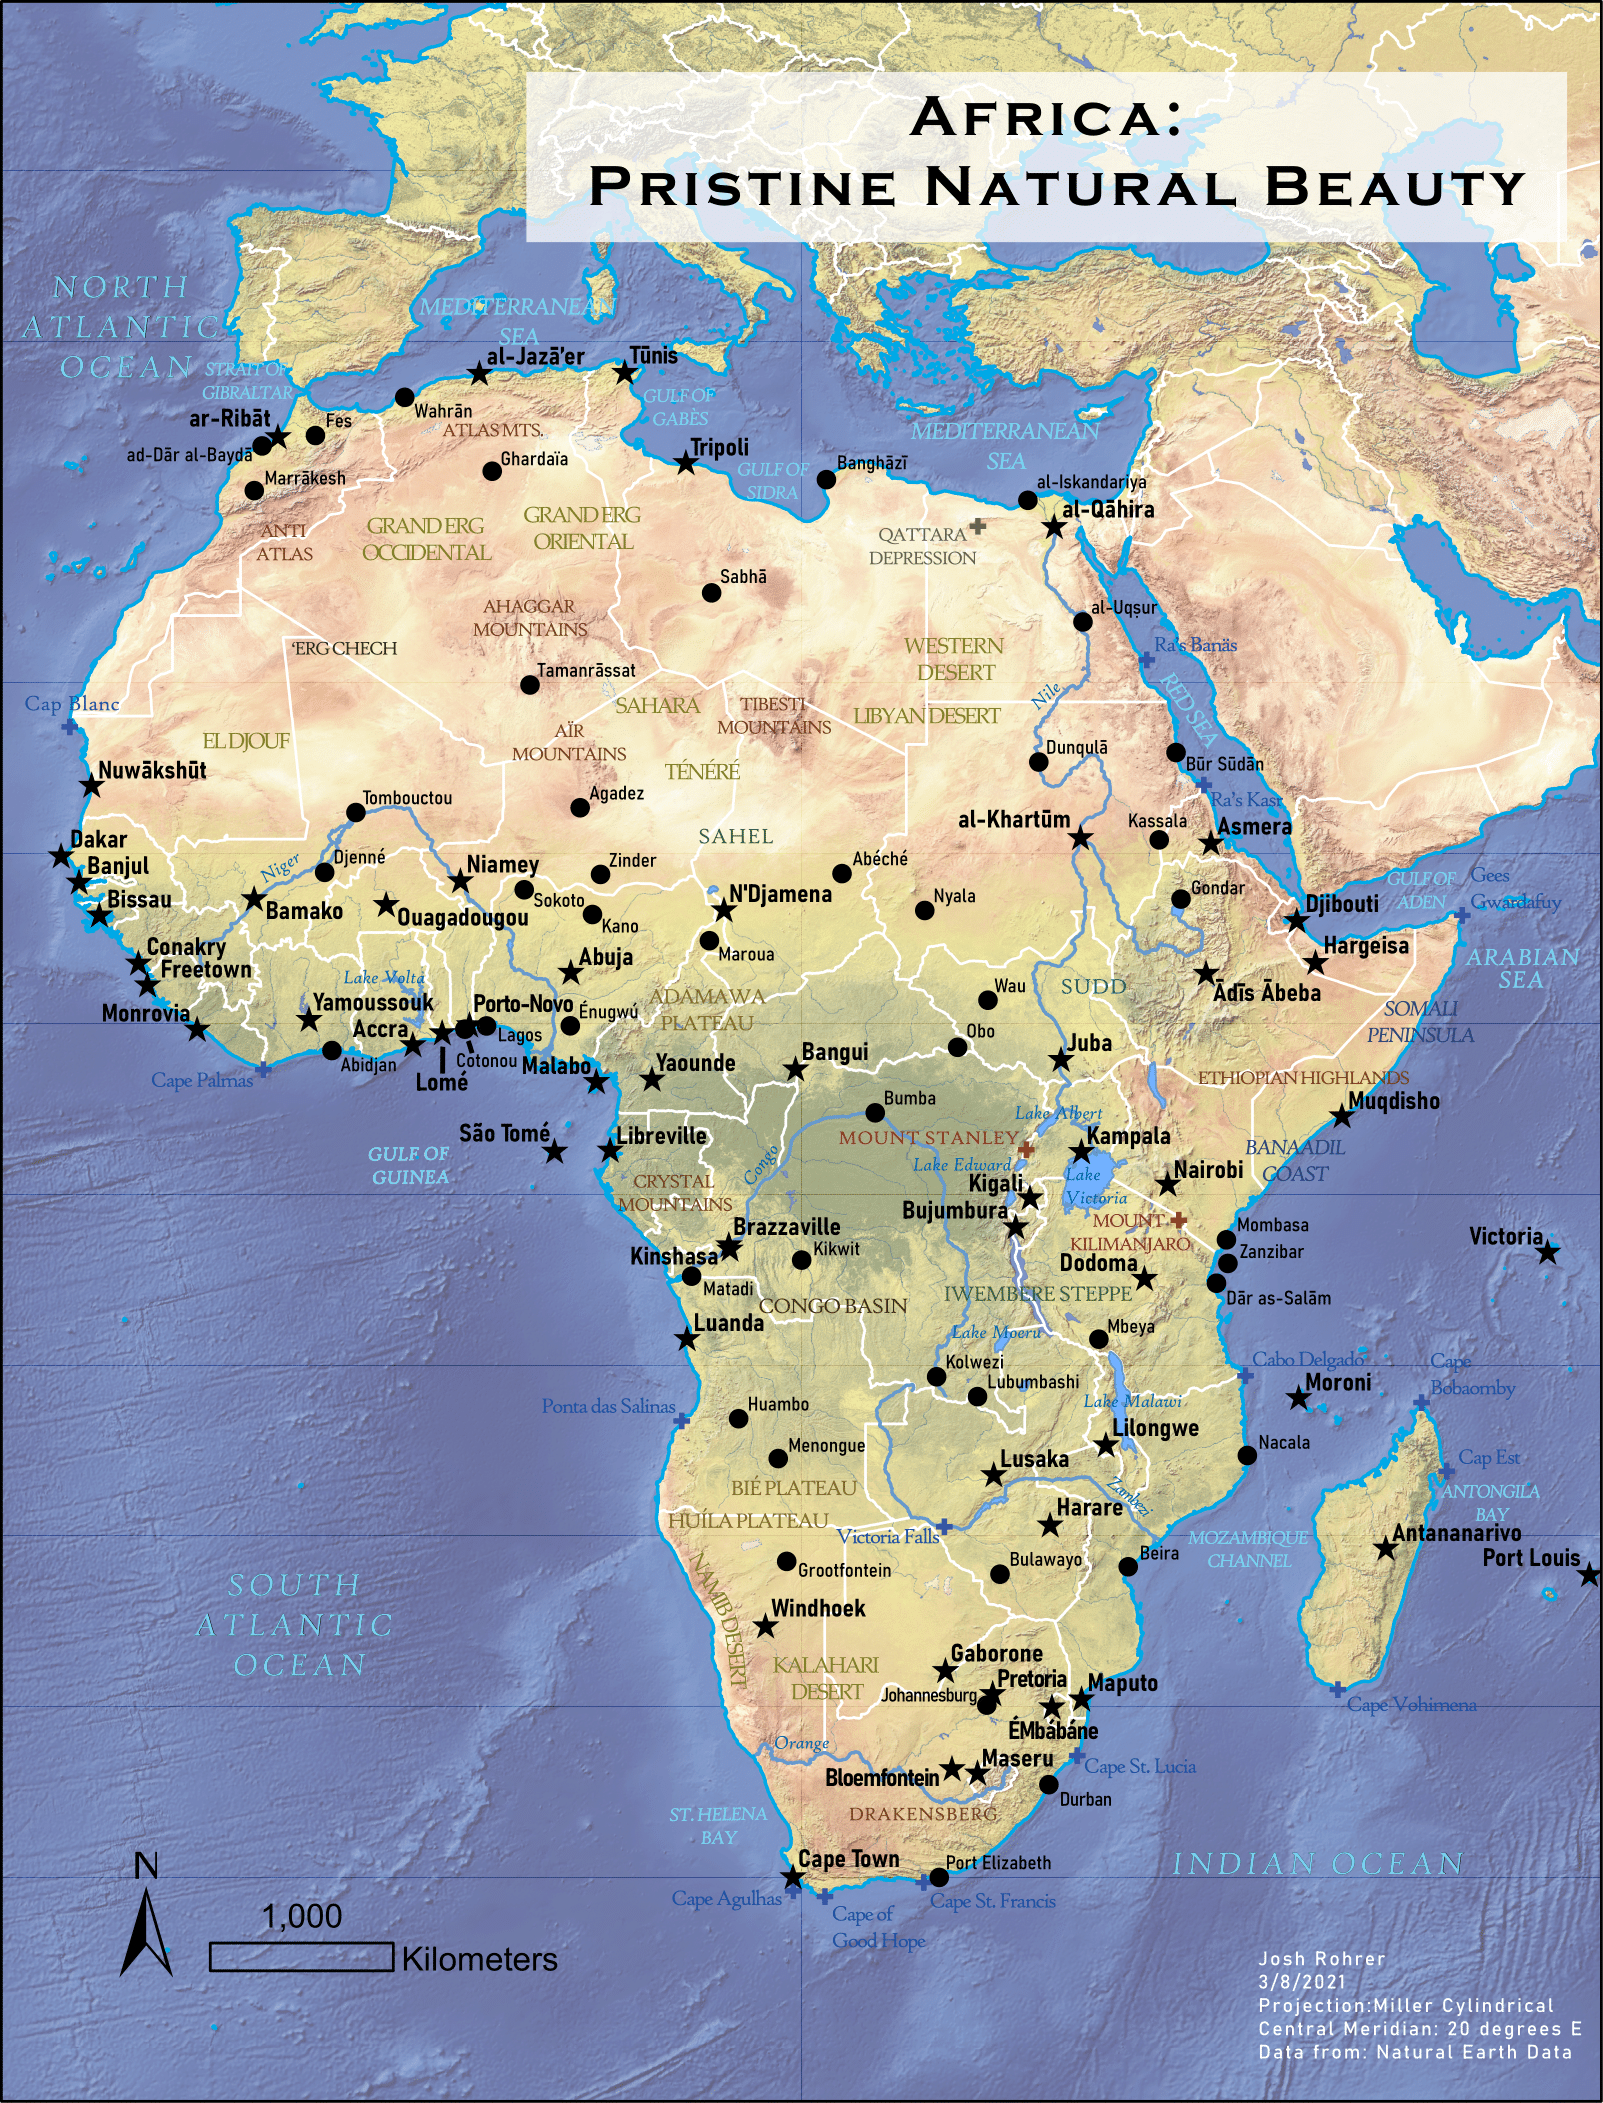 AFRICA:
PRISTINE NATURAL BEAUTY
NORTH
ATLANTIC
OCEAN
MEDITERRANEAN
SEA
STRAIT OF
GIBRALTAR
al-Jazā'er
Tūnis
GULF OF
GABÈS
Wahrān
ATLAS MTS.
ar-Ribāt
Fes
ad-Dār al-Baydā
Marrākesh
Ghardaïa
Tripoli
GULF OF
SIDRA
Banghāzī
MEDITERRANEAN
SEA
al-Iskandariya
al-Qāhira
QATTARA
DEPRESSION
ANTI
ATLAS
GRAND ERG
OCCIDENTAL
GRAND ERG
ORIENTAL
Sabhā
AHAGGAR
MOUNTAINS
'ERG CHECH
al-Uqṣur
WESTERN
DESERT
Ra's Banäs
RED SEA
Nile
Tamanrāssat
SAHARA
TIBESTI
MOUNTAINS
LIBYAN DESERT
Cap Blanc
EL DJOUF
AÏR
MOUNTAINS
TÉNÉRÉ
Dunqulā
Būr Sūdān
Ra's Kasr
Nuwākshūt
Tombouctou
Agadez
SAHEL
al-Khartūm
Kassala
Asmera
Dakar
Banjul
Bissau
Niger
Djenné
Niamey
Zinder
Abéché
Bamako
Ouagadougou
Sokoto
Kano
N'Djamena
Nyala
Gondar
GULF OF
ADEN
Gees
Gwardafuy
Djibouti
Hargeisa
ARABIAN
SEA
Conakry
Freetown
Monrovia
Lake Volta
Abuja
Maroua
Yamoussouk
Accra
Porto-Novo
Lagos
Énugwú
ADAMAWA
PLATEAU
Wau
SUDD
Ādīs Ābeba
SOMALI
PENINSULA
Cape Palmas
Abidjan
Lomé
Cotonou
Malabo
Yaounde
Bangui
Obo
Juba
ETHIOPIAN HIGHLANDS
Muqdisho
Bumba
Lake Albert
São Tomé
Libreville
MOUNT STANLEY
Kampala
GULF OF
GUINEA
Congo
Lake Edward
Lake
Victoria
Nairobi
BANAADIL
COAST
CRYSTAL
MOUNTAINS
Kigali
Bujumbura
MOUNT
KILIMANJARO
Mombasa
Zanzibar
Victoria
Brazzaville
Kinshasa
Kikwit
Matadi
Dodoma
Dār as-Salām
CONGO BASIN
IWEMBERE STEPPE
Luanda
Lake Moeru
Mbeya
Kolwezi
Lubumbashi
Cabo Delgado
Moroni
Cape
Bobaomby
Ponta das Salinas
Huambo
Lake Malawi
Menongue
Lilongwe
Nacala
Lusaka
Cap Est
BIÉ PLATEAU
Zambezi
ANTONGILA
BAY
HUÍLA PLATEAU
Victoria Falls
Harare
MOZAMBIQUE
CHANNEL
Antananarivo
Port Louis
Grootfontein
Bulawayo
Beira
SOUTH
ATLANTIC
OCEAN
NAMIB DESERT
Windhoek
KALAHARI
DESERT
Gaborone
Pretoria
Johannesburg
Maputo
ÉMbábáne
Cape Vohimena
Orange
Bloemfontein
Maseru
Cape St. Lucia
Durban
ST. HELENA
BAY
DRAKENSBERG
Cape Town
Port Elizabeth
INDIAN OCEAN
Cape Agulhas
Cape of
Good Hope
Cape St. Francis
N
1,000
Kilometers
Josh Rohrer
3/8/2021
Projection:Miller Cylindrical
Central Meridian: 20 degrees E
Data from: Natural Earth Data